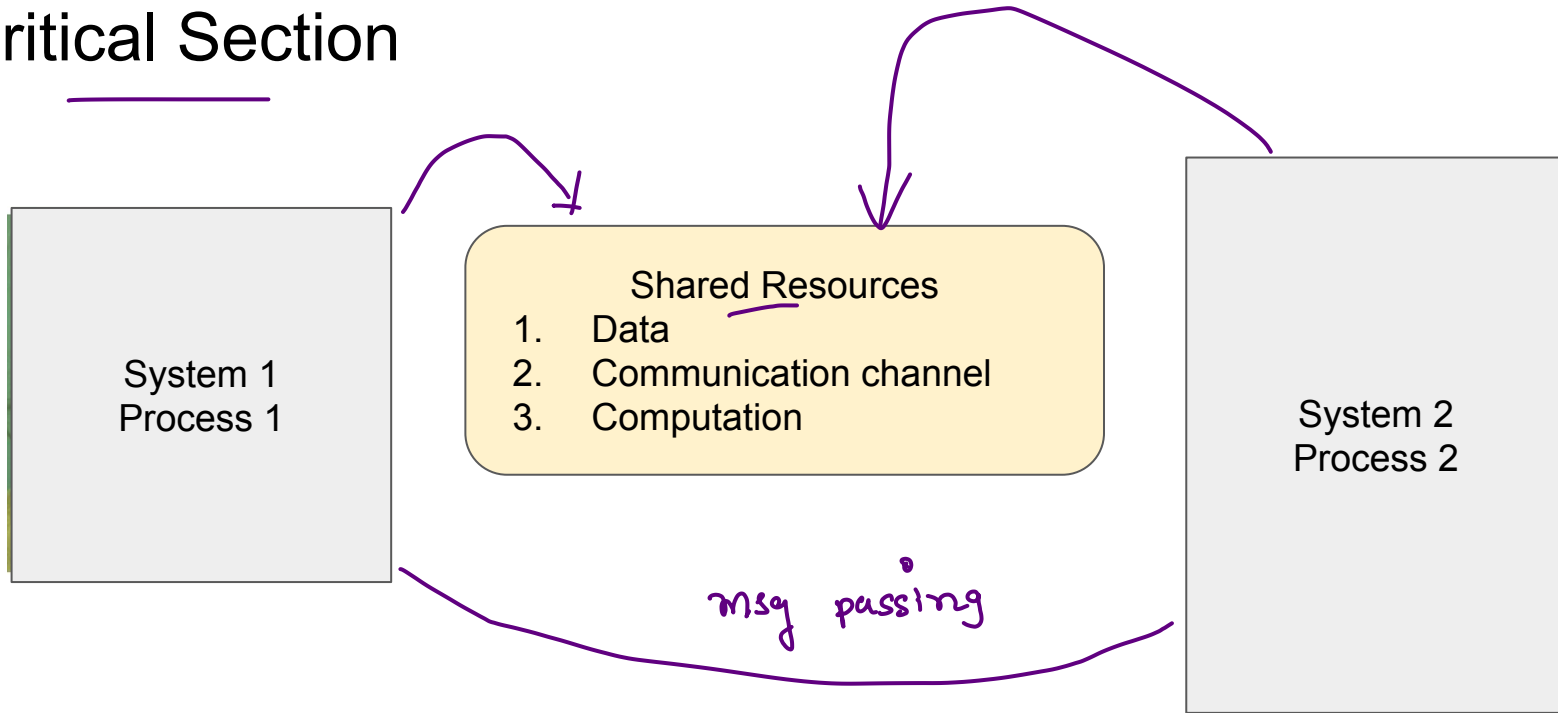 ritical Section
Shared Resources
1. Data
2. Communication channel
3. Computation
System 1
Process 1
System 2
Process 2
msg passing